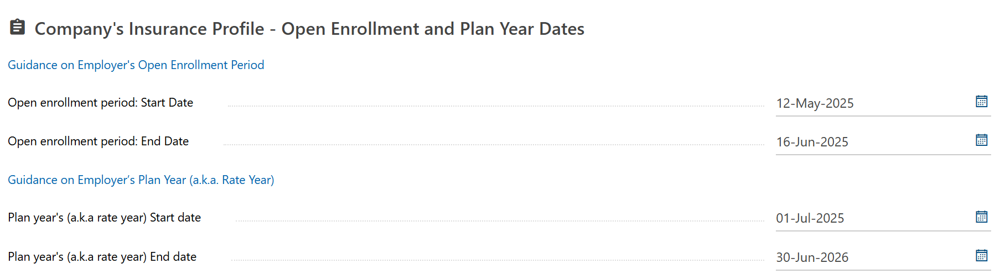 Company's Insurance Profile - Open Enrollment and Plan Year Dates
Guidance on Employer's Open Enrollment Period
Open enrollment period: Start Date 12-May-2025
Open enrollment period: End Date 16-Jun-2025
Guidance on Employer’s Plan Year (a.k.a. Rate Year)
Plan year's (a.k.a rate year) Start date 01-Jul-2025
Plan year's (a.k.a rate year) End date 30-Jun-2026